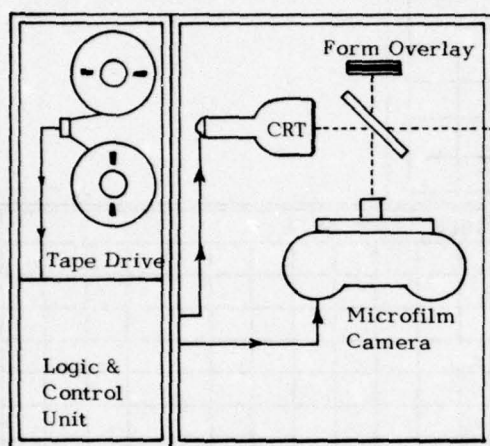 Form Overlay
CRT
Tape Drive
Microfilm
Camera
Logic &
Control
Unit